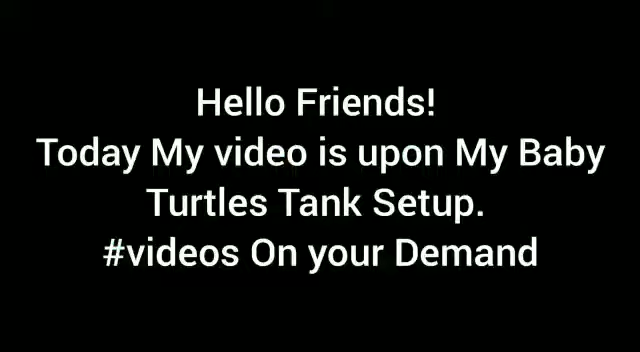 Hello Friends!
Today My video is upon My Baby
Turtles Tank Setup.
#videos On your Demand